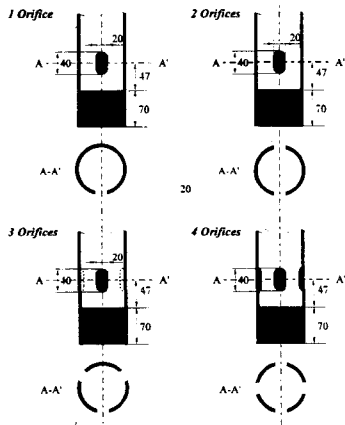 1 Orifice
20
A
40
A'
47
70
A-A'
2 Orifices
20
A
40
A'
47
70
A-A'
20
3 Orifices
20
A
40
A'
47
70
A-A'
4 Orifices
A
40
A'
47
70
A-A'